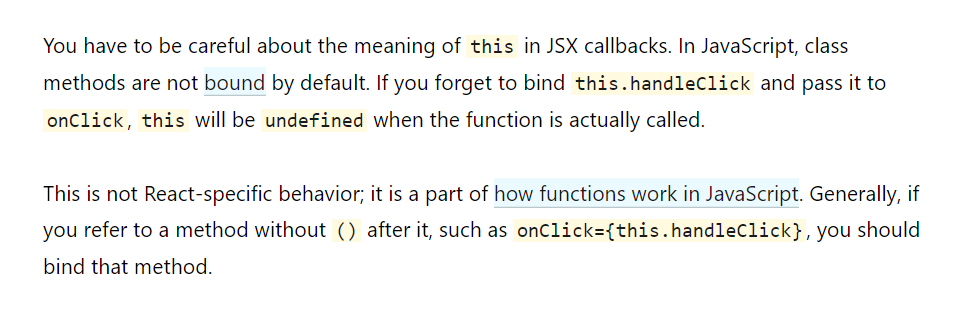 You have to be careful about the meaning of this in JSX callbacks. In JavaScript, class
methods are not bound by default. If you forget to bind this.handleClick and pass it to
onClick, this will be undefined when the function is actually called.
This is not React-specific behavior; it is a part of how functions work in JavaScript. Generally, if
you refer to a method without () after it, such as onClick={this.handleClick}, you should
bind that method.